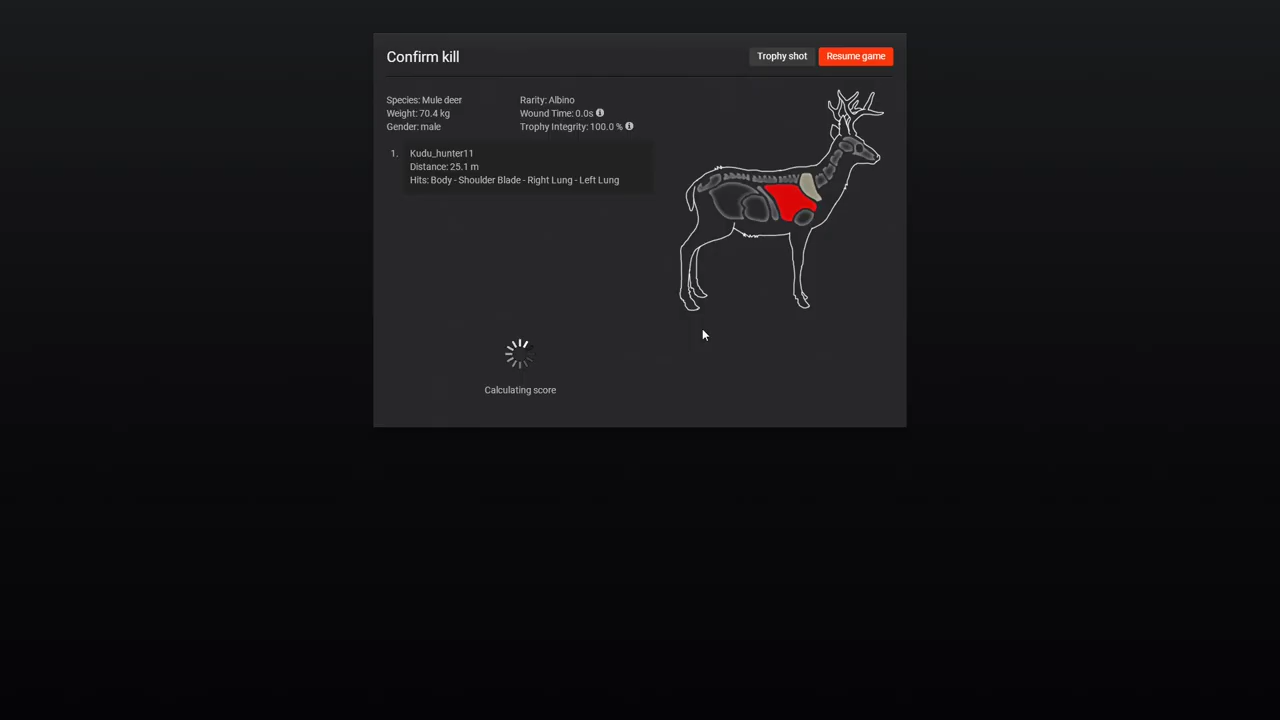 Confirm kill
Trophy shot
Resume game
Species: Mule deer
Weight: 70.4 kg
Gender: male
Rarity: Albino
Wound Time: 0.0s
Trophy Integrity: 100.0 %
1. Kudu_hunter11
Distance: 25.1 m
Hits: Body - Shoulder Blade - Right Lung - Left Lung
Calculating score